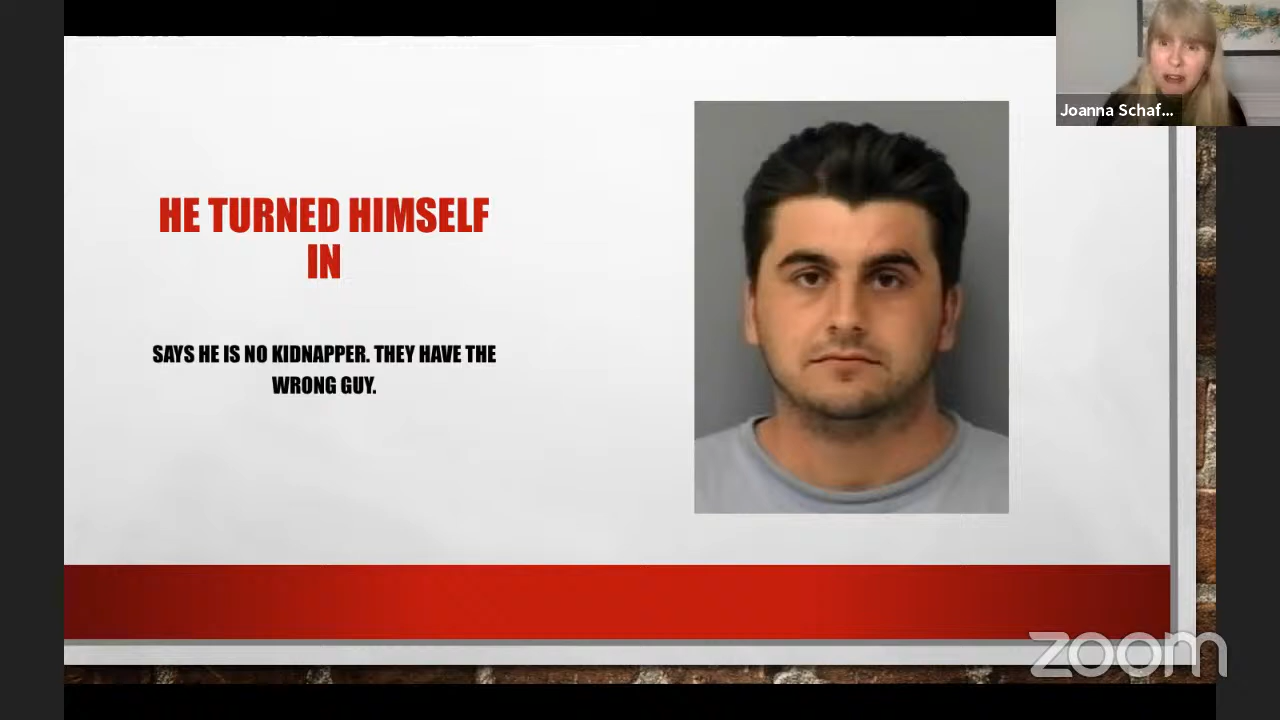 Joanna Schaf...
HE TURNED HIMSELF
IN
SAYS HE IS NO KIDNAPPER. THEY HAVE THE
WRONG GUY.
zoom